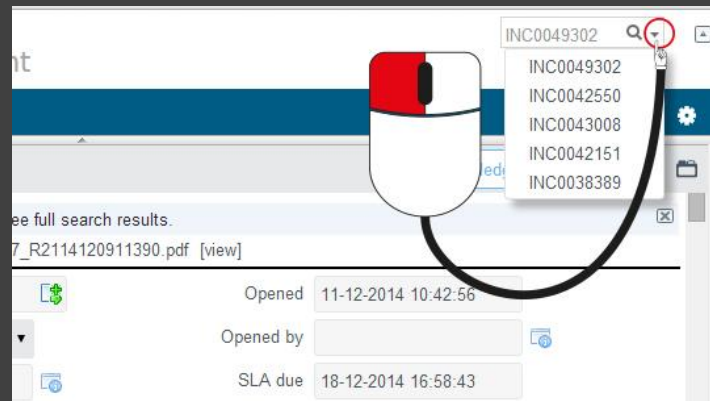 INC0049302
nt
INC0049302
INC0042550
INC0043008
INC0042151
INC0038389
ee full search results.
7_R2114120911390.pdf [view]
Opened 11-12-2014 10:42:56
Opened by
SLA due 18-12-2014 16:58:43